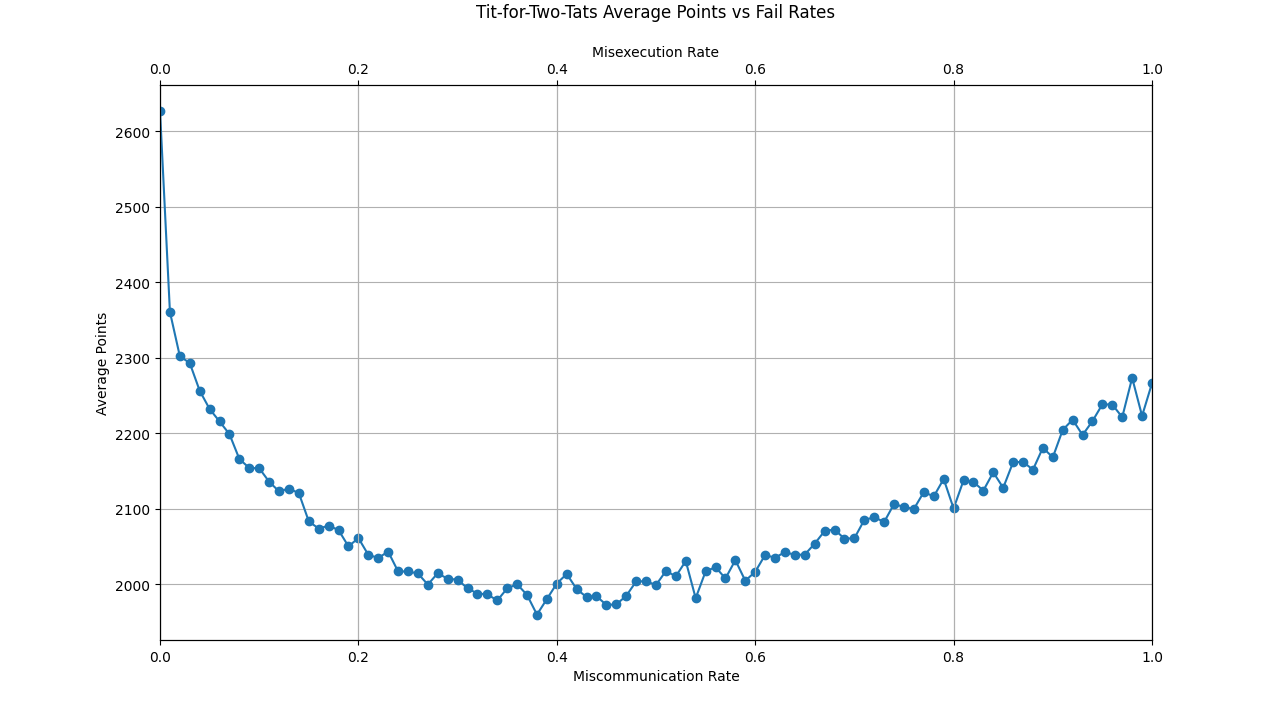 Tit-for-Two-Tats Average Points vs Fail Rates
Misexecution Rate
0.0 0.2 0.4 0.6 0.8 1.0
2600
2500
2400
2300
2200
2100
2000
Average Points
0.0 0.2 0.4 0.6 0.8 1.0
Miscommunication Rate